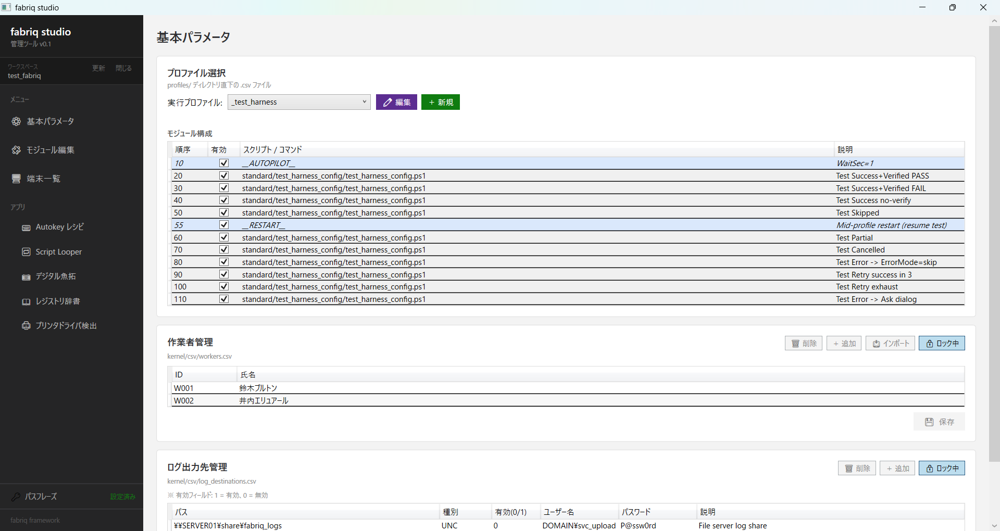 fabriq studio
fabriq studio
管理ツール v0.1
ワークスペース
更新 閉じる
test_fabriq
メニュー
基本パラメータ
モジュール編集
端末一覧
アプリ
Autokey レシピ
Script Looper
デジタル魚拓
レジストリ辞書
プリンタドライバ検出
パスフレーズ 設定済み
fabriq framework
基本パラメータ
プロファイル選択
profiles/ ディレクトリ直下の .csv ファイル
実行プロファイル: _test_harness 編集 + 新規
モジュール構成
順序 有効 スクリプト / コマンド 説明
10 __AUTOPILOT__ WaitSec=1
20 standard/test_harness_config/test_harness_config.ps1 Test Success+Verified PASS
30 standard/test_harness_config/test_harness_config.ps1 Test Success+Verified FAIL
40 standard/test_harness_config/test_harness_config.ps1 Test Success no-verify
50 standard/test_harness_config/test_harness_config.ps1 Test Skipped
55 __RESTART__ Mid-profile restart (resume test)
60 standard/test_harness_config/test_harness_config.ps1 Test Partial
70 standard/test_harness_config/test_harness_config.ps1 Test Cancelled
80 standard/test_harness_config/test_harness_config.ps1 Test Error -> ErrorMode=skip
90 standard/test_harness_config/test_harness_config.ps1 Test Retry success in 3
100 standard/test_harness_config/test_harness_config.ps1 Test Retry exhaust
110 standard/test_harness_config/test_harness_config.ps1 Test Error -> Ask dialog
作業者管理
削除 + 追加 インポート ロック中
kernel/csv/workers.csv
ID 氏名
W001 鈴木ブルトン
W002 井内エリュアール
保存
ログ出力先管理
削除 + 追加 ロック中
kernel/csv/log_destinations.csv
※ 有効フィールド: 1 = 有効、0 = 無効
パス 種別 有効(0/1) ユーザー名 パスワード 説明
¥¥SERVER01¥share¥fabriq_logs UNC 0 DOMAIN¥svc_upload P@ssw0rd File server log share